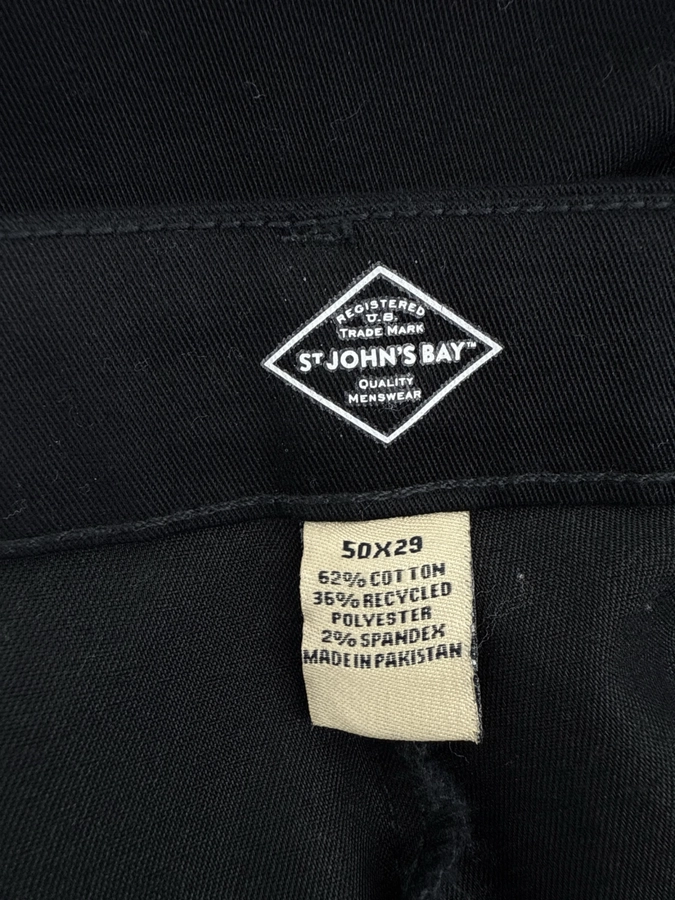 REGISTERED
U.S.
TRADE MARK
ST JOHN'S BAY™
QUALITY
MENSWEAR
50X29
62% COTTON
36% RECYCLED
POLYESTER
2% SPANDEX
MADE IN PAKISTAN